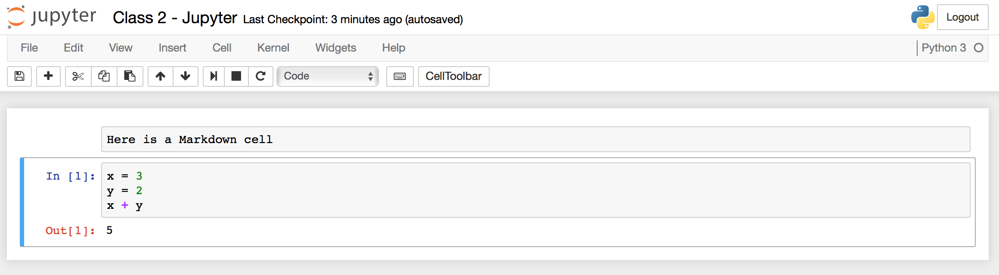 jupyter Class 2 - Jupyter Last Checkpoint: 3 minutes ago (autosaved) Logout
File Edit View Insert Cell Kernel Widgets Help Python 3
Code CellToolbar
Here is a Markdown cell
In [1]: x = 3
y = 2
x + y
Out[1]: 5